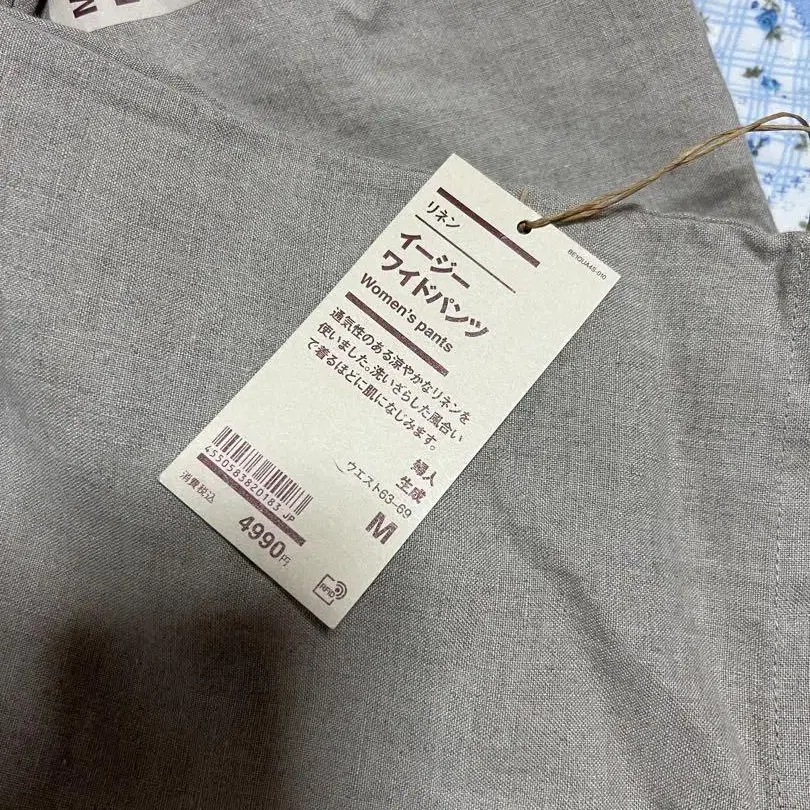 リネン
イージー
ワイドパンツ
Women's pants
通気性のある涼やかなリネンを
使いました。洗いざらした風合い
で着るほどに肌になじみます。
婦人
生成
ウエスト63-69
M
4550583820183 JP
消費税込
4990円
RFID